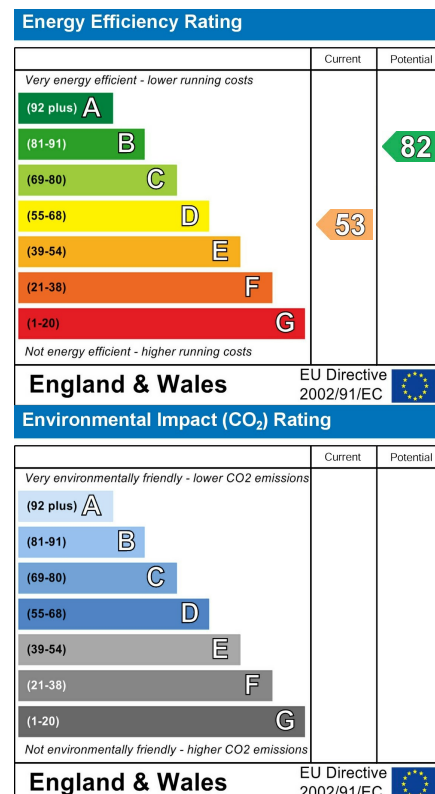 Energy Efficiency Rating
Current Potential
Very energy efficient - lower running costs
(92 plus) A
(81-91) B
82
(69-80) C
(55-68) D
53
(39-54) E
(21-38) F
(1-20) G
Not energy efficient - higher running costs
England & Wales
EU Directive
2002/91/EC
Environmental Impact (CO₂) Rating
Current Potential
Very environmentally friendly - lower CO2 emissions
(92 plus) A
(81-91) B
(69-80) C
(55-68) D
(39-54) E
(21-38) F
(1-20) G
Not environmentally friendly - higher CO2 emissions
England & Wales
EU Directive
2002/91/EC